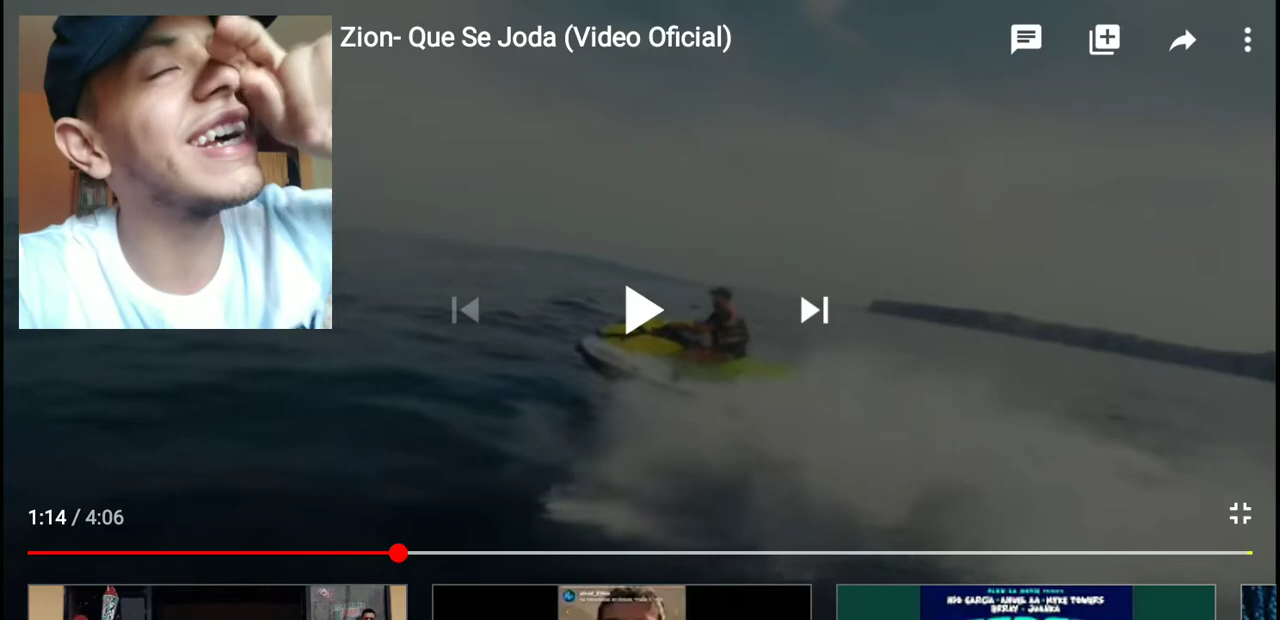 Zion- Que Se Joda (Video Oficial)
1:14 / 4:06
NIO GARCIA - ANUEL AA - MYKE TOWERS
BRRAY - JUANKA